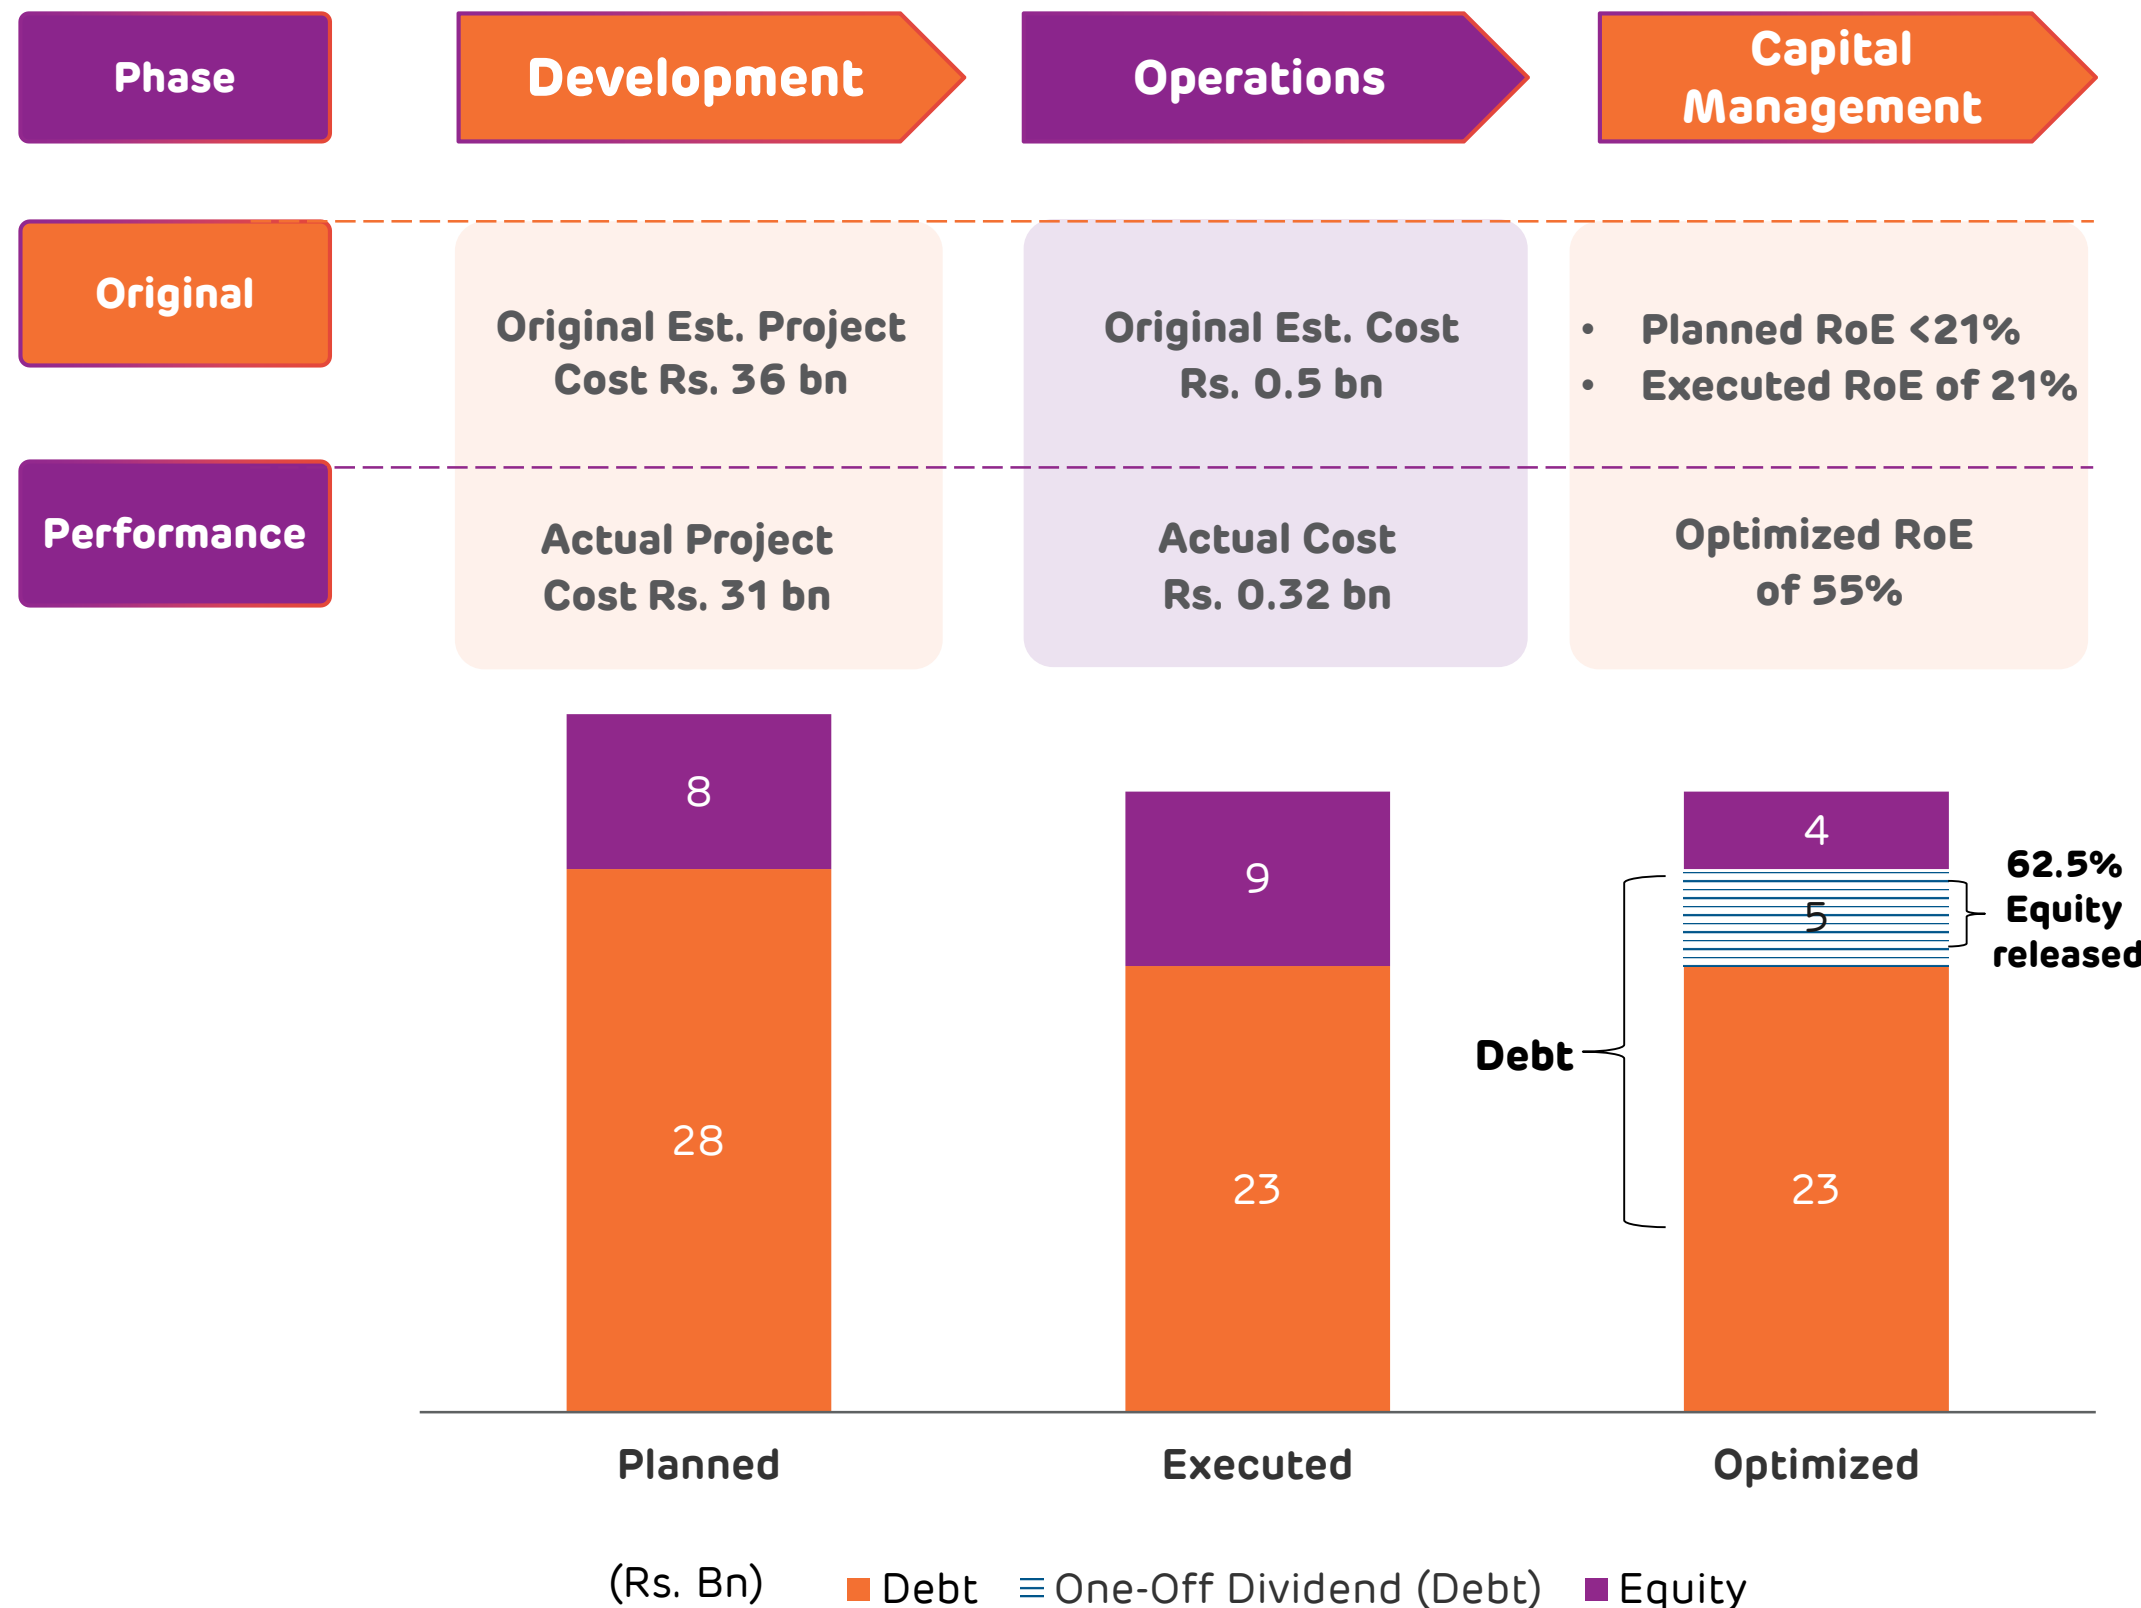 Phase
Development
Operations
Capital
Management
Original
Original Est. Project
Cost Rs. 36 bn
Original Est. Cost
Rs. 0.5 bn
• Planned RoE <21%
• Executed RoE of 21%
Performance
Actual Project
Cost Rs. 31 bn
Actual Cost
Rs. 0.32 bn
Optimized RoE
of 55%
8
28
9
23
4
5
23
Debt
62.5%
Equity
released
Planned
Executed
Optimized
(Rs. Bn)
Debt
One-Off Dividend (Debt)
Equity